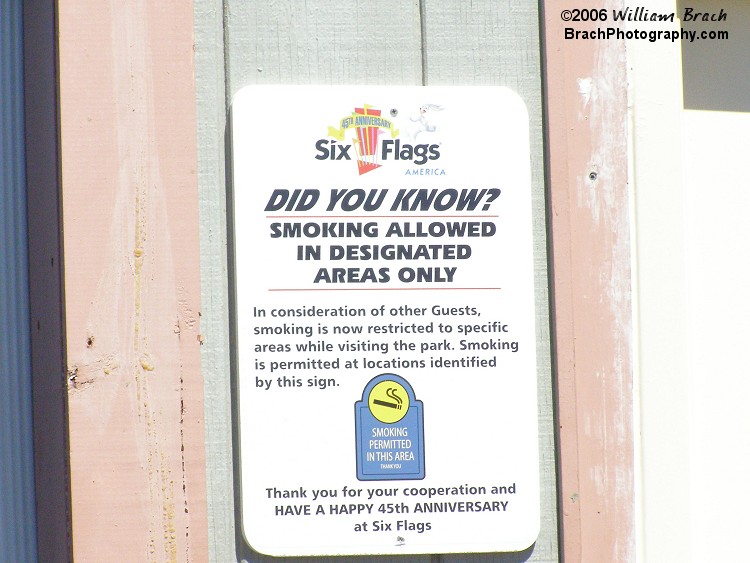 ©2006 William Brach
BrachPhotography.com
45TH ANNIVERSARY
Six Flags
AMERICA
DID YOU KNOW?
SMOKING ALLOWED
IN DESIGNATED
AREAS ONLY
In consideration of other Guests,
smoking is now restricted to specific
areas while visiting the park. Smoking
is permitted at locations identified
by this sign.
SMOKING
PERMITTED
IN THIS AREA
THANK YOU
Thank you for your cooperation and
HAVE A HAPPY 45th ANNIVERSARY
at Six Flags